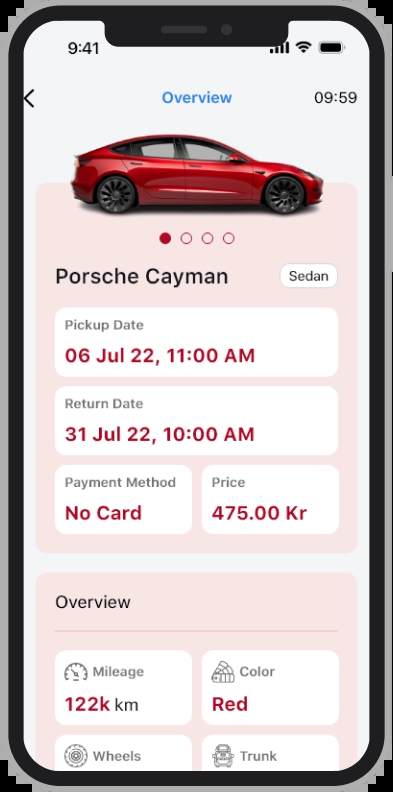 9:41
Overview 09:59
Porsche Cayman Sedan
Pickup Date
06 Jul 22, 11:00 AM
Return Date
31 Jul 22, 10:00 AM
Payment Method Price
No Card 475.00 Kr
Overview
Mileage Color
122k km Red
Wheels Trunk